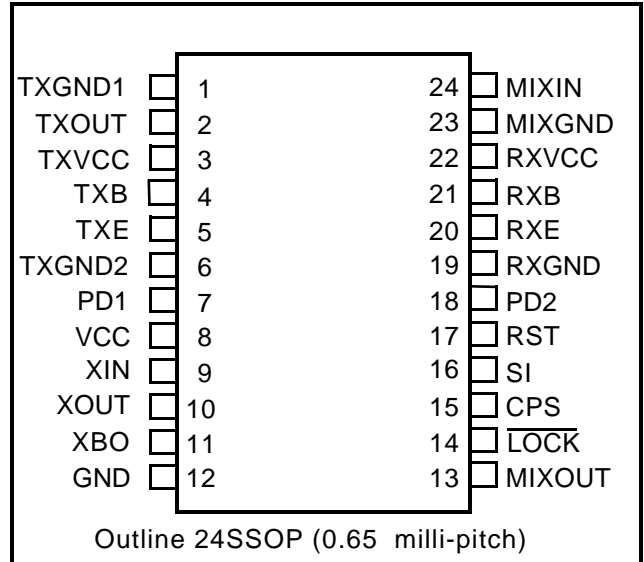 TXGND1 1 24 MIXIN
TXOUT 2 23 MIXGND
TXVCC 3 22 RXVCC
TXB 4 21 RXB
TXE 5 20 RXE
TXGND2 6 19 RXGND
PD1 7 18 PD2
VCC 8 17 RST
XIN 9 16 SI
XOUT 10 15 CPS
XBO 11 14 LOCK
GND 12 13 MIXOUT
Outline 24SSOP (0.65 milli-pitch)